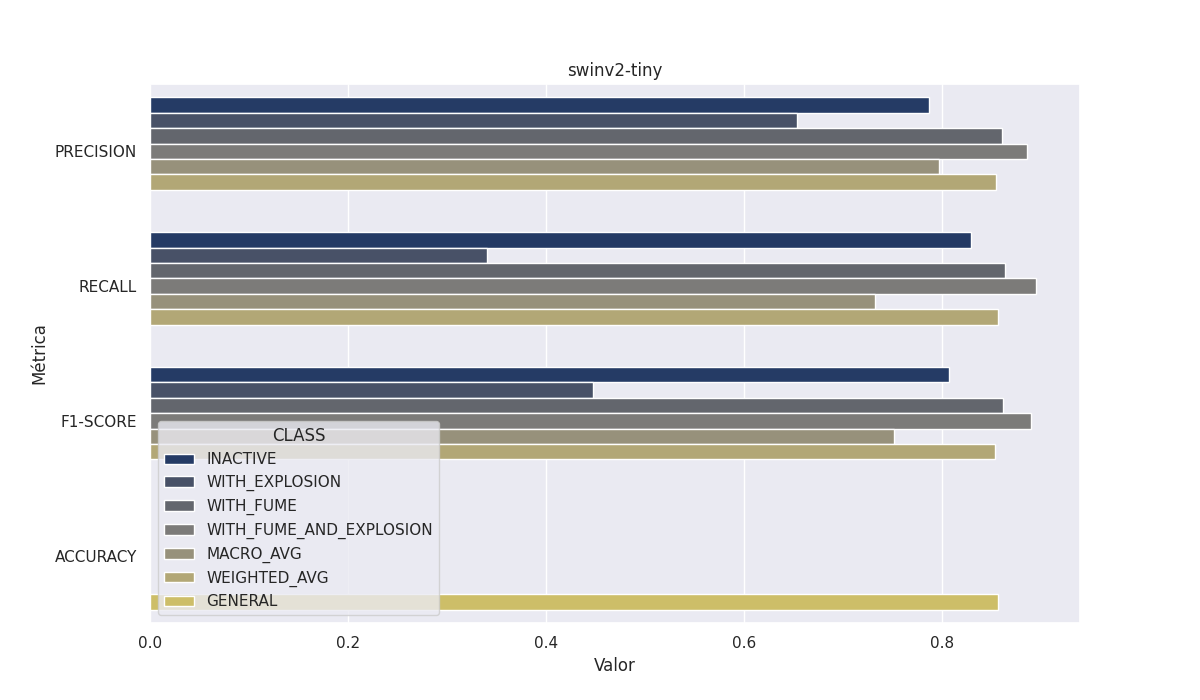 swinv2-tiny
PRECISION
RECALL
F1-SCORE
ACCURACY
Métrica
CLASS
INACTIVE
WITH_EXPLOSION
WITH_FUME
WITH_FUME_AND_EXPLOSION
MACRO_AVG
WEIGHTED_AVG
GENERAL
0.0 0.2 0.4 0.6 0.8
Valor